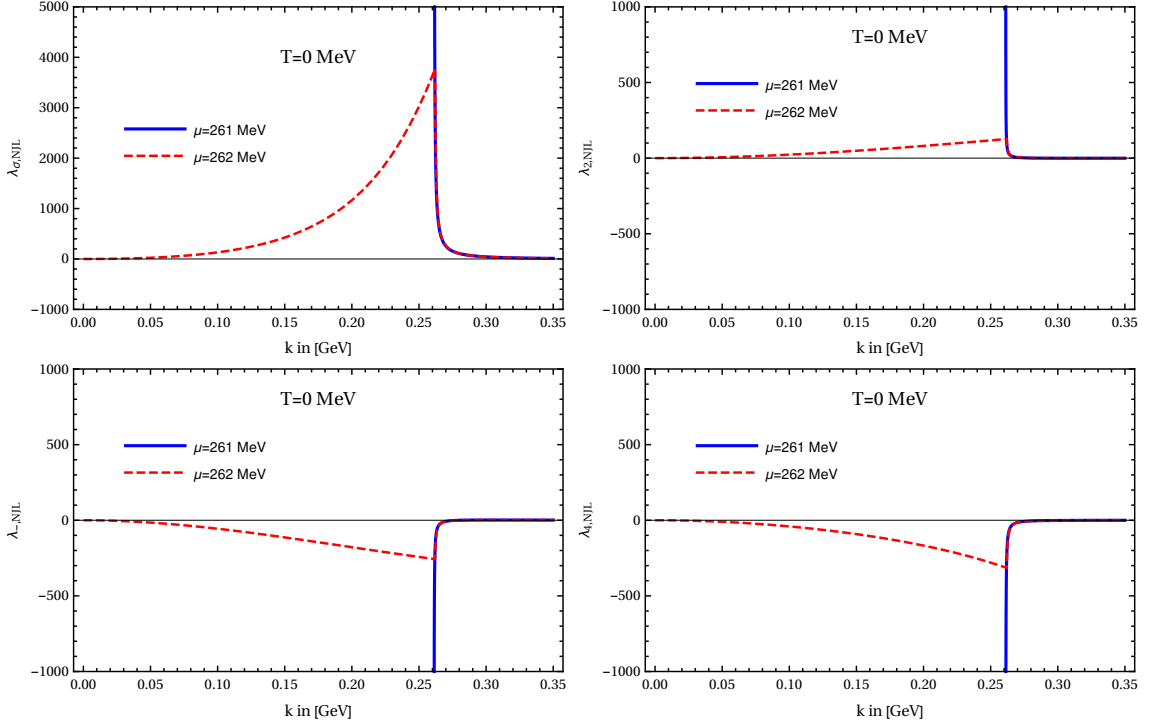 5000
4000
3000
2000
1000
0
−1000
λσ,NJL
T=0 MeV
μ=261 MeV
μ=262 MeV
0.00 0.05 0.10 0.15 0.20 0.25 0.30 0.35
k in [GeV]
1000
500
0
−500
−1000
λ2,NJL
T=0 MeV
μ=261 MeV
μ=262 MeV
0.00 0.05 0.10 0.15 0.20 0.25 0.30 0.35
k in [GeV]
1000
500
0
−500
−1000
λ−,NJL
T=0 MeV
μ=261 MeV
μ=262 MeV
0.00 0.05 0.10 0.15 0.20 0.25 0.30 0.35
k in [GeV]
1000
500
0
−500
−1000
λ4,NJL
T=0 MeV
μ=261 MeV
μ=262 MeV
0.00 0.05 0.10 0.15 0.20 0.25 0.30 0.35
k in [GeV]